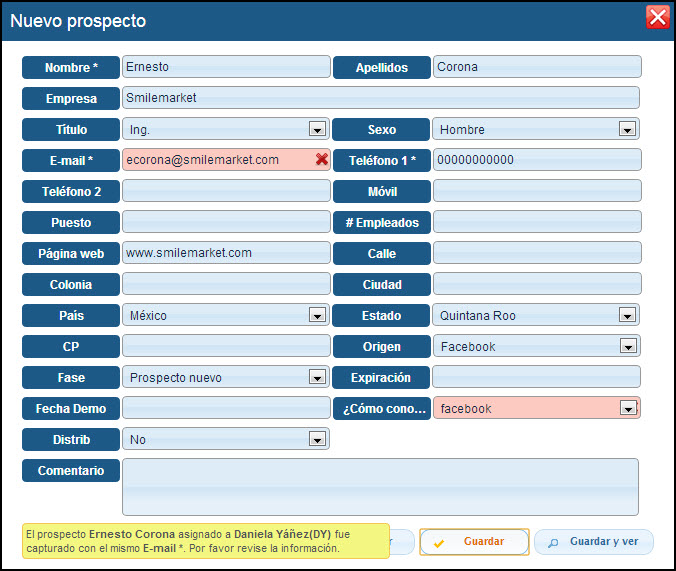 Nuevo prospecto
Nombre * Ernesto Apellidos Corona
Empresa Smilemarket
Título Ing. Sexo Hombre
E-mail * ecorona@smilemarket.com Teléfono 1 * 00000000000
Teléfono 2 Móvil
Puesto # Empleados
Página web www.smilemarket.com Calle
Colonia Ciudad
País México Estado Quintana Roo
CP Origen Facebook
Fase Prospecto nuevo Expiración
Fecha Demo ¿Cómo cono... facebook
Distrib No
Comentario
El prospecto Ernesto Corona asignado a Daniela Yáñez(DY) fue
capturado con el mismo E-mail *. Por favor revise la información.
Guardar Guardar y ver